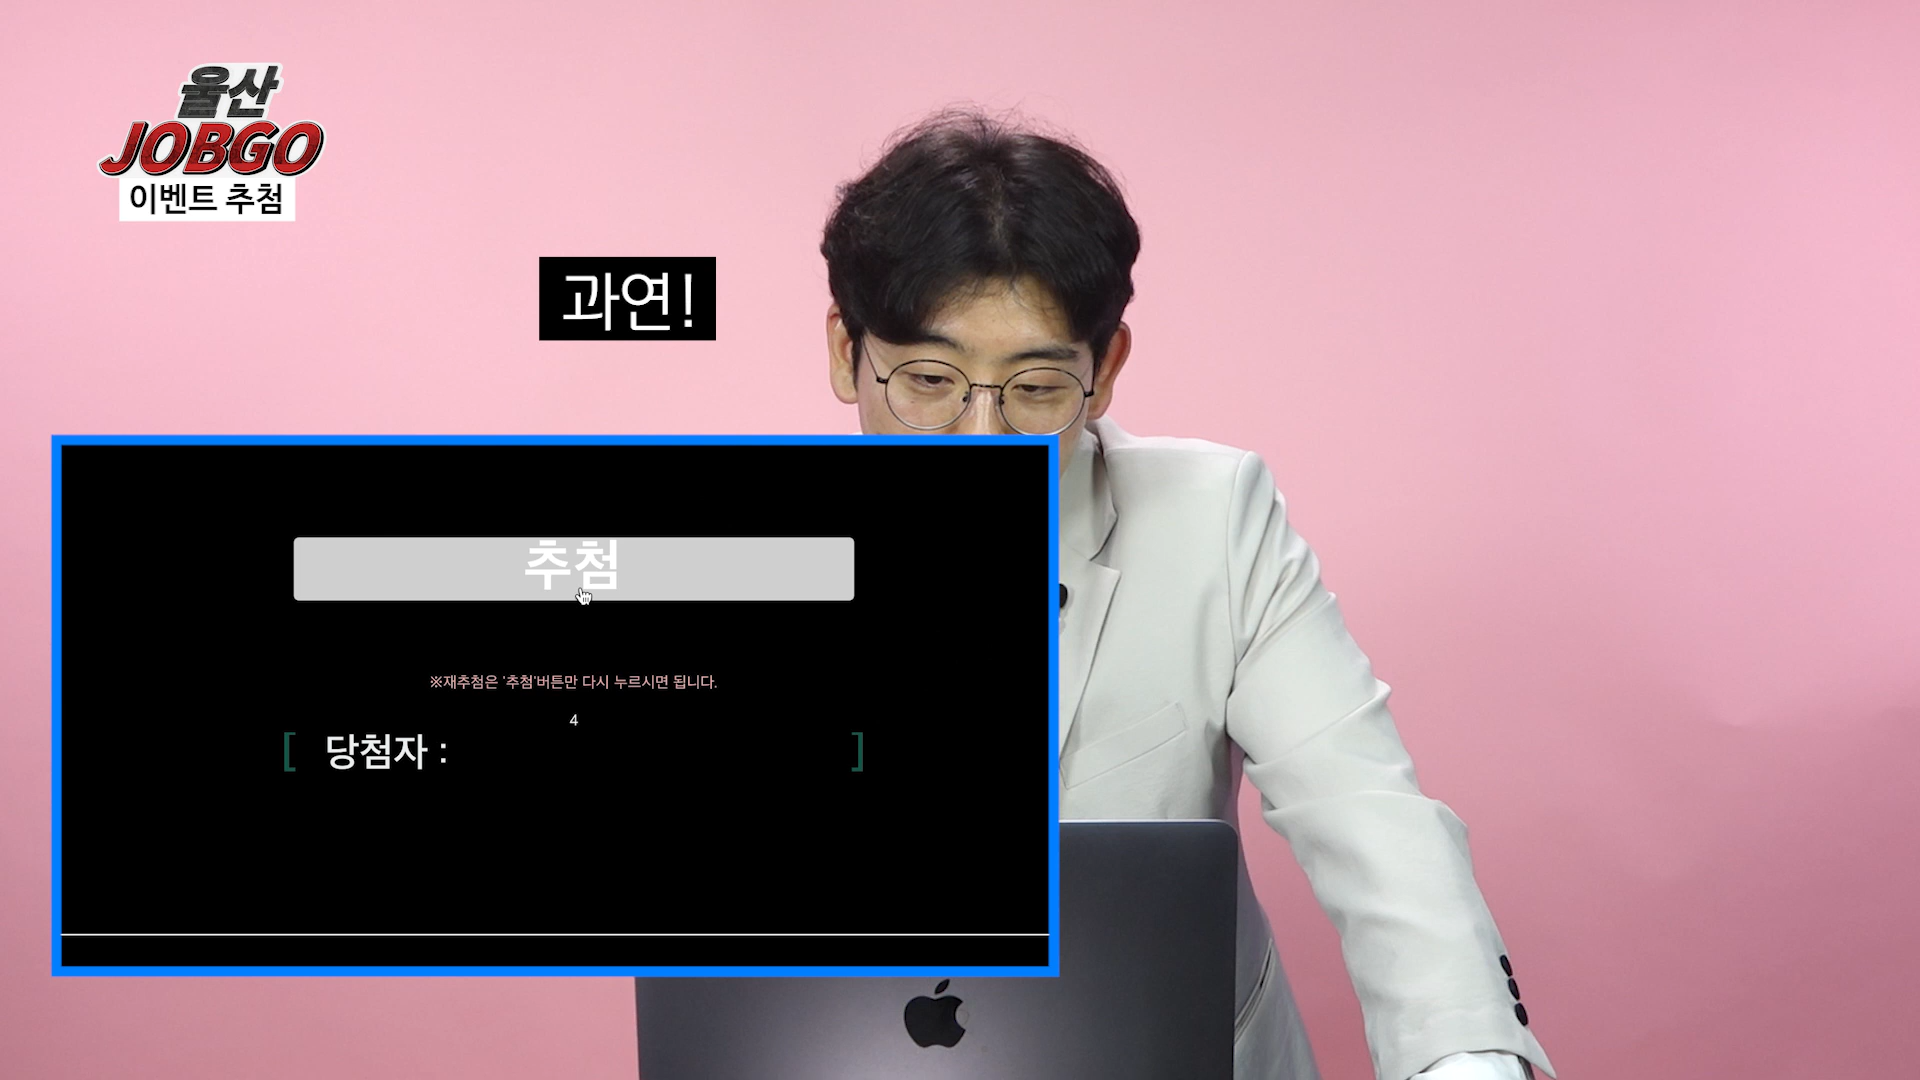 울산
JOBGO
이벤트 추첨
과연!
추첨
※재추첨은 '추첨'버튼만 다시 누르시면 됩니다.
4
[ 당첨자 : ]